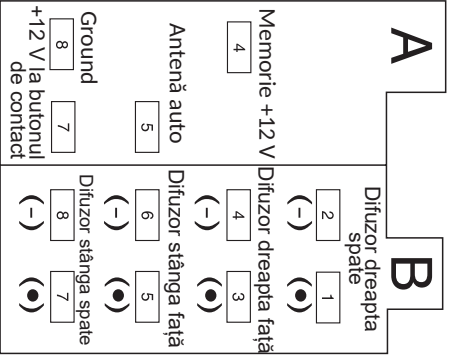 A
Memorie +12 V
4
Antenă auto
5
Ground
8 7
+12 V la butonul
de contact
B
Difuzor dreapta
spate
2 1
(-) (●)
Difuzor dreapta față
4 3
(-) (●)
Difuzor stânga față
6 5
(-) (●)
Difuzor stânga spate
8 7
(-) (●)